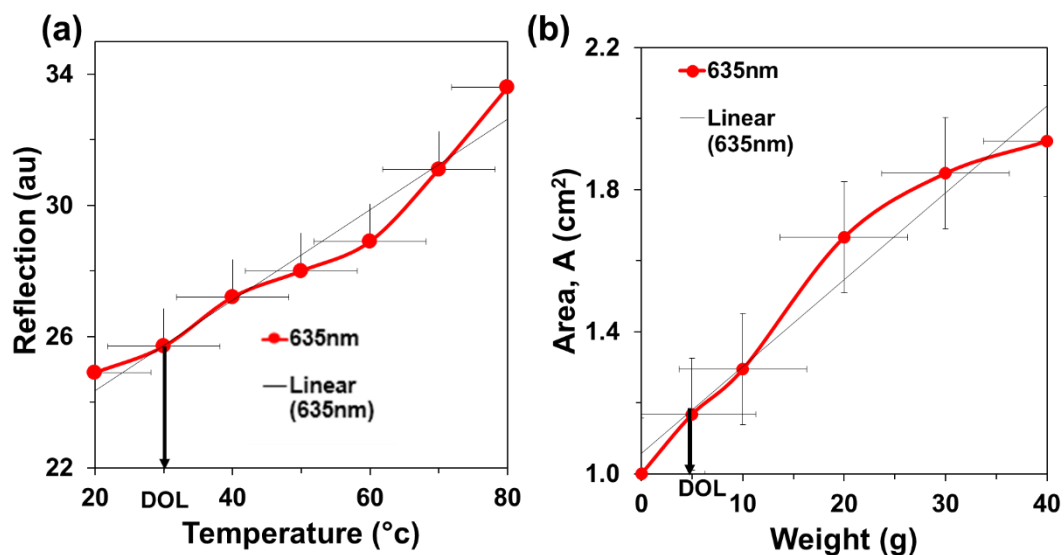 (a)
Reflection (au)
34
30
26
22
635nm
Linear
(635nm)
20
DOL
40
60
80
Temperature (°c)
(b)
Area, A (cm²)
2.2
1.8
1.4
1.0
635nm
Linear
(635nm)
0
DOL
10
20
30
40
Weight (g)